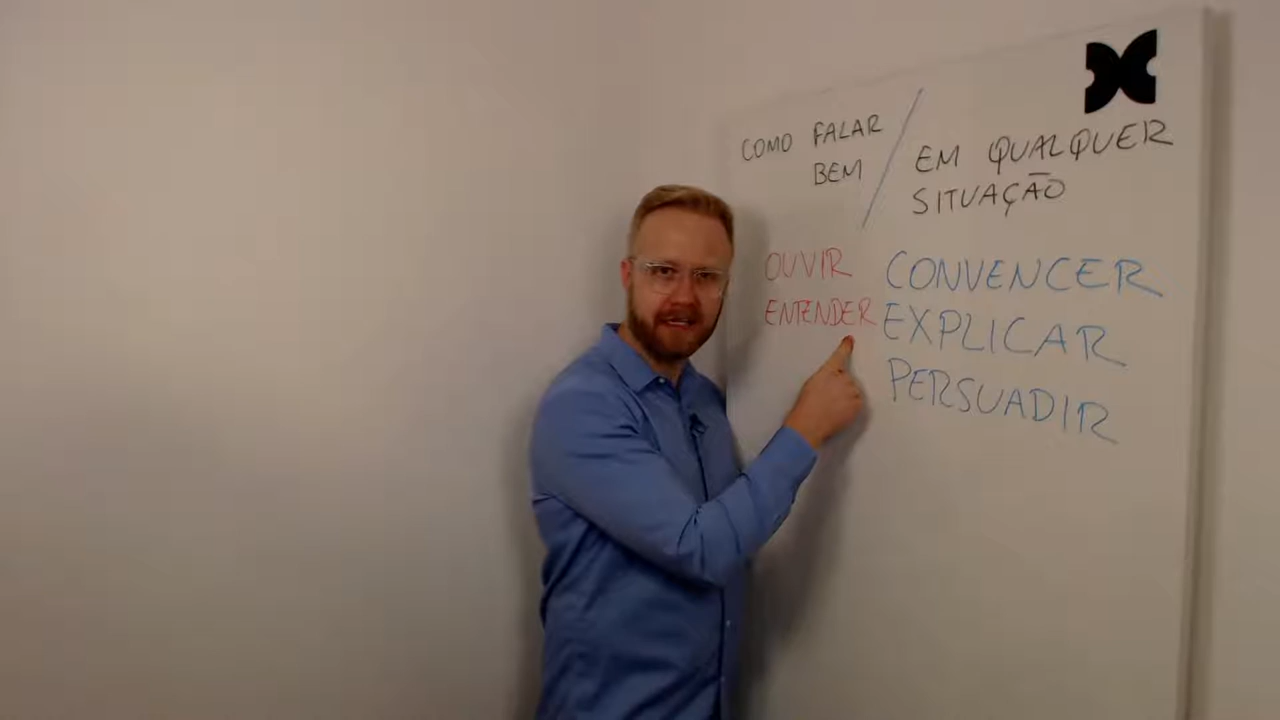 COMO FALAR
BEM
EM QUALQUER
SITUAÇÃO
OUVIR
ENTENDER
CONVENCER
EXPLICAR
PERSUADIR